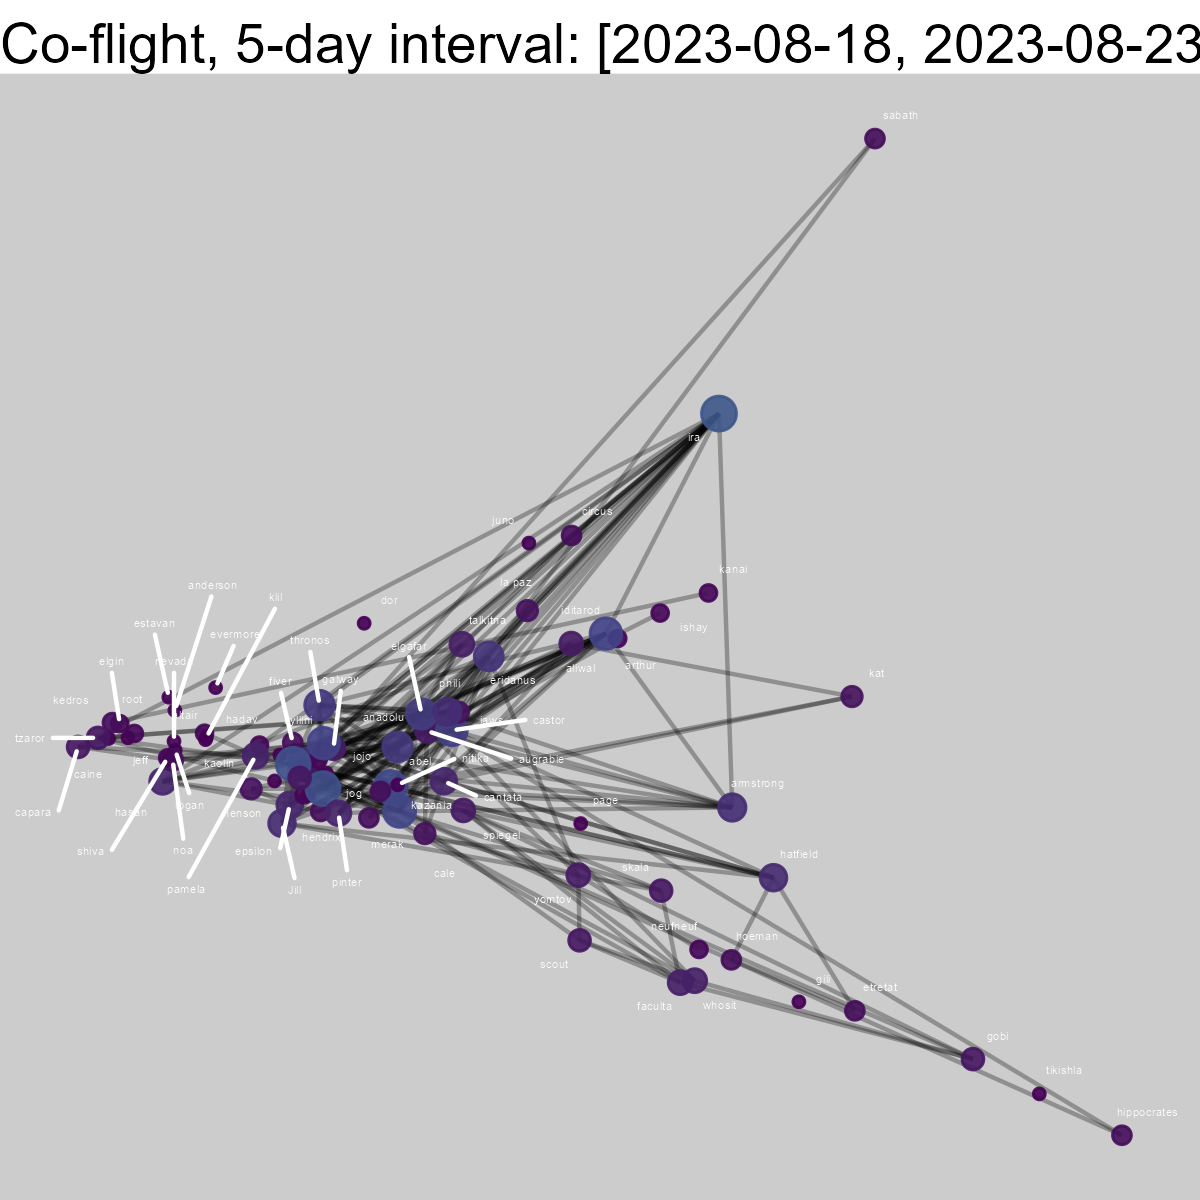 Co-flight, 5-day interval: [2023-08-18, 2023-08-23
sabath
ira
circus
juno
kanai
la paz
anderson
klil
dor
iditarod
talkitna
ishay
estavan
evermore
thronos
elgafar
nevada
elgin
aliwal
arthur
kat
galway
fiver
phili
eridanus
kedros
root
altair
hadav
anadolu
jaws
castor
tzaror
jeff
kaolin
jojo
abel
nitika
augrabie
caine
armstrong
jog
cantata
page
capara
hasan
logan
henson
kazania
hendrix
merak
spiegel
shiva
noa
epsilon
hatfield
cale
skala
pamela
jill
pinter
yomtov
neufneuf
hoeman
scout
gili
etretat
faculta
whosit
gobi
tikishla
hippocrates